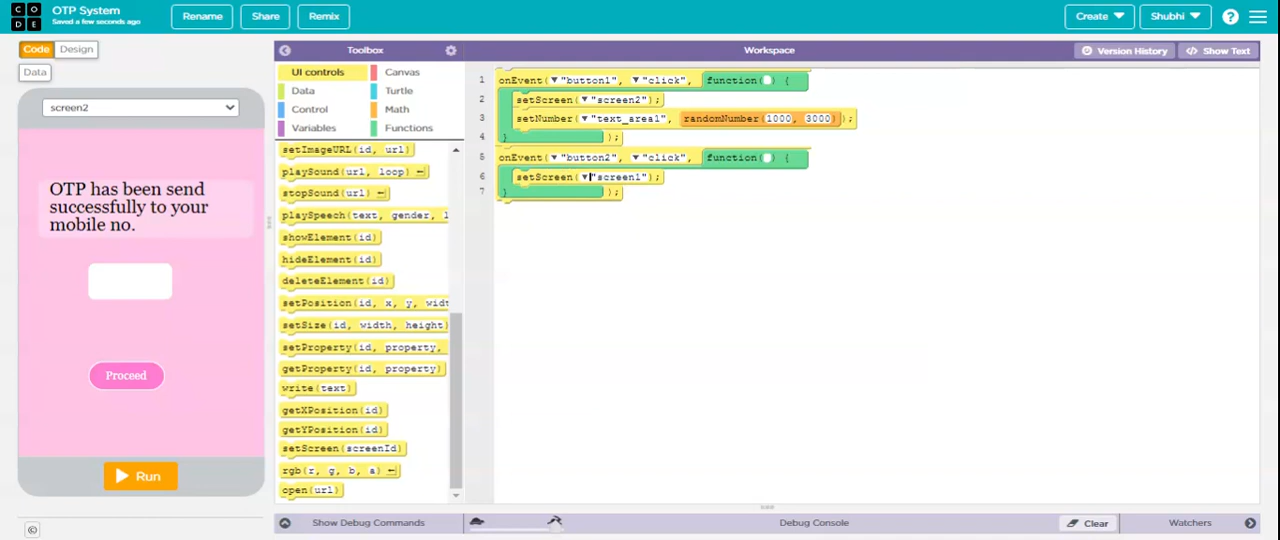 C O
D E
OTP System
Saved a few seconds ago
Rename
Share
Remix
Create
Shubhi
?
Code
Design
Data
Toolbox
Workspace
Version History
</> Show Text
screen2
OTP has been send
successfully to your
mobile no.
Proceed
Run
UI controls
Canvas
Data
Turtle
Control
Math
Variables
Functions
setImageURL(id, url)
playSound(url, loop)
stopSound(url)
playSpeech(text, gender, l
showElement(id)
hideElement(id)
deleteElement(id)
setPosition(id, x, y, widt
setSize(id, width, height)
setProperty(id, property,
getProperty(id, property)
write(text)
getXPosition(id)
getYPosition(id)
setScreen(screenId)
rgb(r, g, b, a)
open(url)
1 onEvent( "button1", "click", function( ) {
2 setScreen( "screen2");
3 setNumber( "text_area1", randomNumber(1000, 3000));
4 } );
5 onEvent( "button2", "click", function( ) {
6 setScreen( "screen1");
7 } );
©
Show Debug Commands
Debug Console
Clear
Watchers